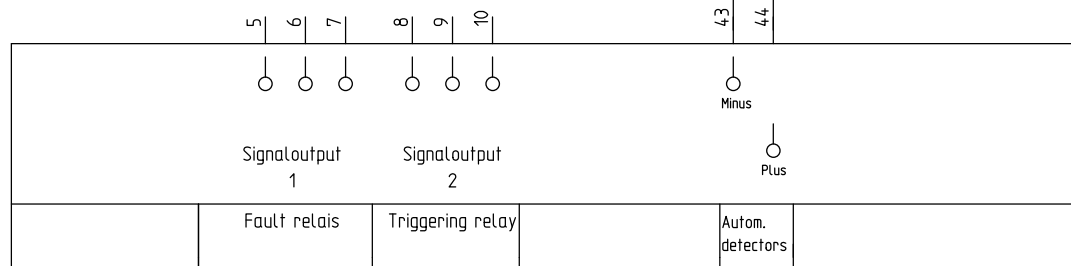 5 6 7 8 9 10 43 44
Minus
Signaloutput Signaloutput
1 2
Plus
Fault relais Triggering relay Autom.
detectors